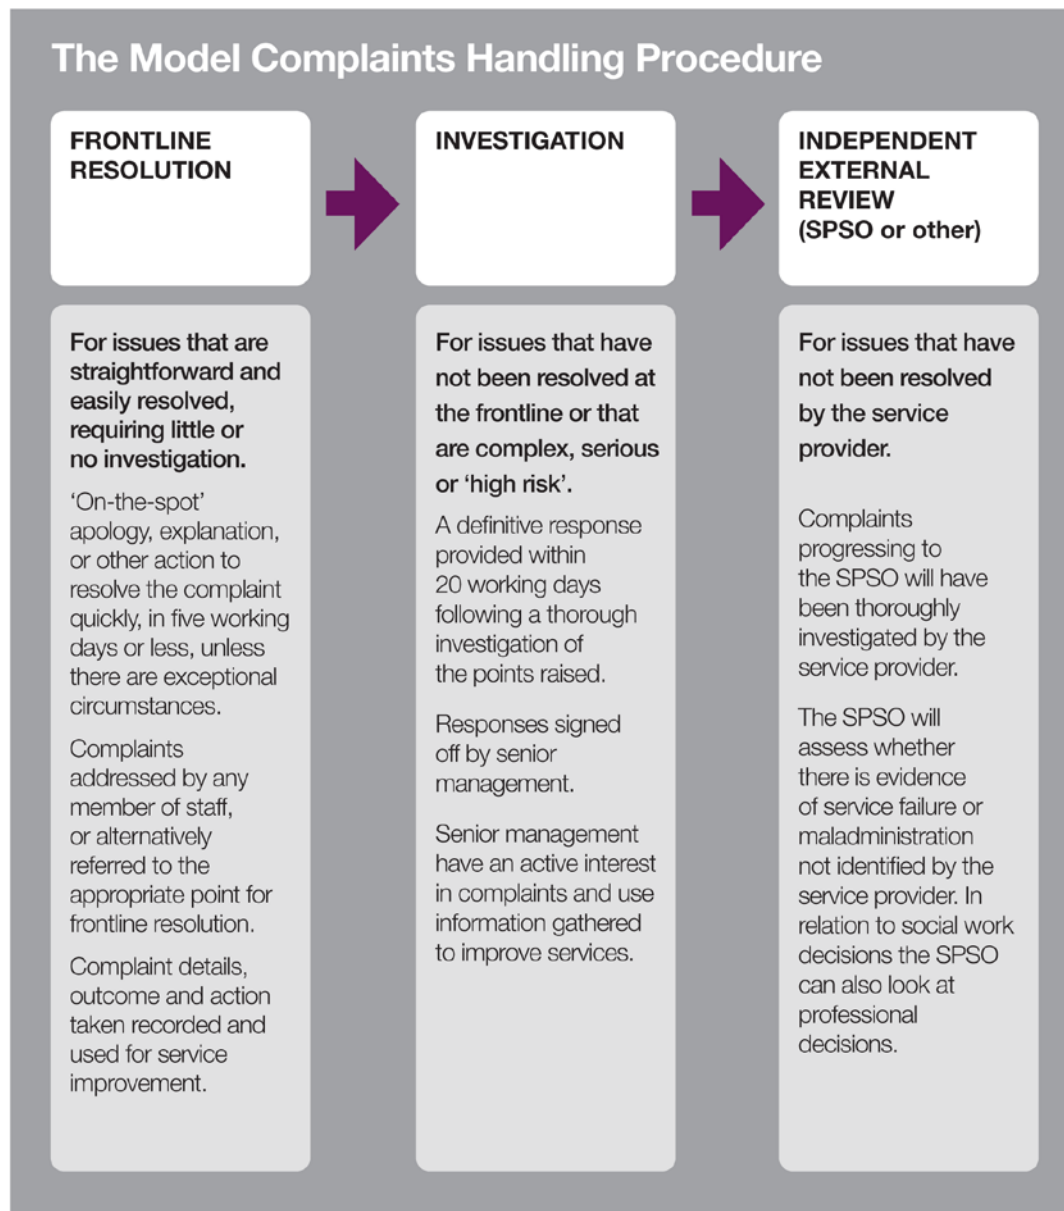 The Model Complaints Handling Procedure
FRONTLINE
RESOLUTION
For issues that are
straightforward and
easily resolved,
requiring little or
no investigation.
‘On-the-spot’
apology, explanation,
or other action to
resolve the complaint
quickly, in five working
days or less, unless
there are exceptional
circumstances.
Complaints
addressed by any
member of staff,
or alternatively
referred to the
appropriate point for
frontline resolution.
Complaint details,
outcome and action
taken recorded and
used for service
improvement.
INVESTIGATION
For issues that have
not been resolved at
the frontline or that
are complex, serious
or ‘high risk’.
A definitive response
provided within
20 working days
following a thorough
investigation of
the points raised.
Responses signed
off by senior
management.
Senior management
have an active interest
in complaints and use
information gathered
to improve services.
INDEPENDENT
EXTERNAL
REVIEW
(SPSO or other)
For issues that have
not been resolved
by the service
provider.
Complaints
progressing to
the SPSO will have
been thoroughly
investigated by the
service provider.
The SPSO will
assess whether
there is evidence
of service failure or
maladministration
not identified by the
service provider. In
relation to social work
decisions the SPSO
can also look at
professional
decisions.